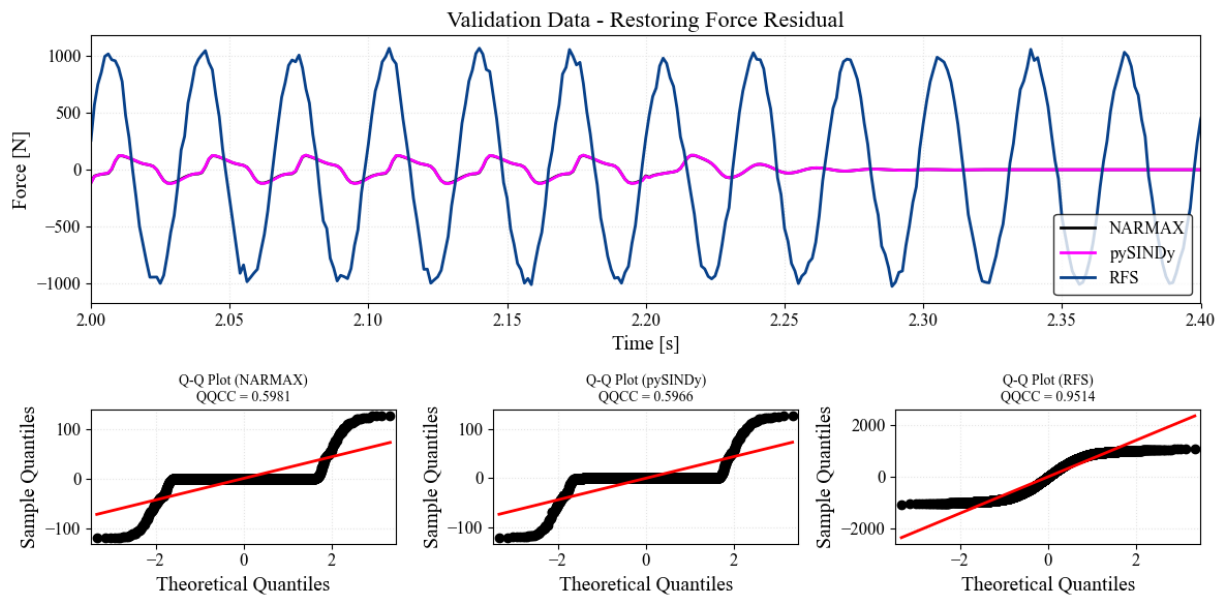 Validation Data - Restoring Force Residual
1000
500
0
−500
−1000
Force [N]
NARMAX
pySINDy
RFS
2.00 2.05 2.10 2.15 2.20 2.25 2.30 2.35 2.40
Time [s]
Q-Q Plot (NARMAX)
QQCC = 0.5981
100
0
−100
Sample Quantiles
−2 0 2
Theoretical Quantiles
Q-Q Plot (pySINDy)
QQCC = 0.5966
100
0
−100
Sample Quantiles
−2 0 2
Theoretical Quantiles
Q-Q Plot (RFS)
QQCC = 0.9514
2000
0
−2000
Sample Quantiles
−2 0 2
Theoretical Quantiles